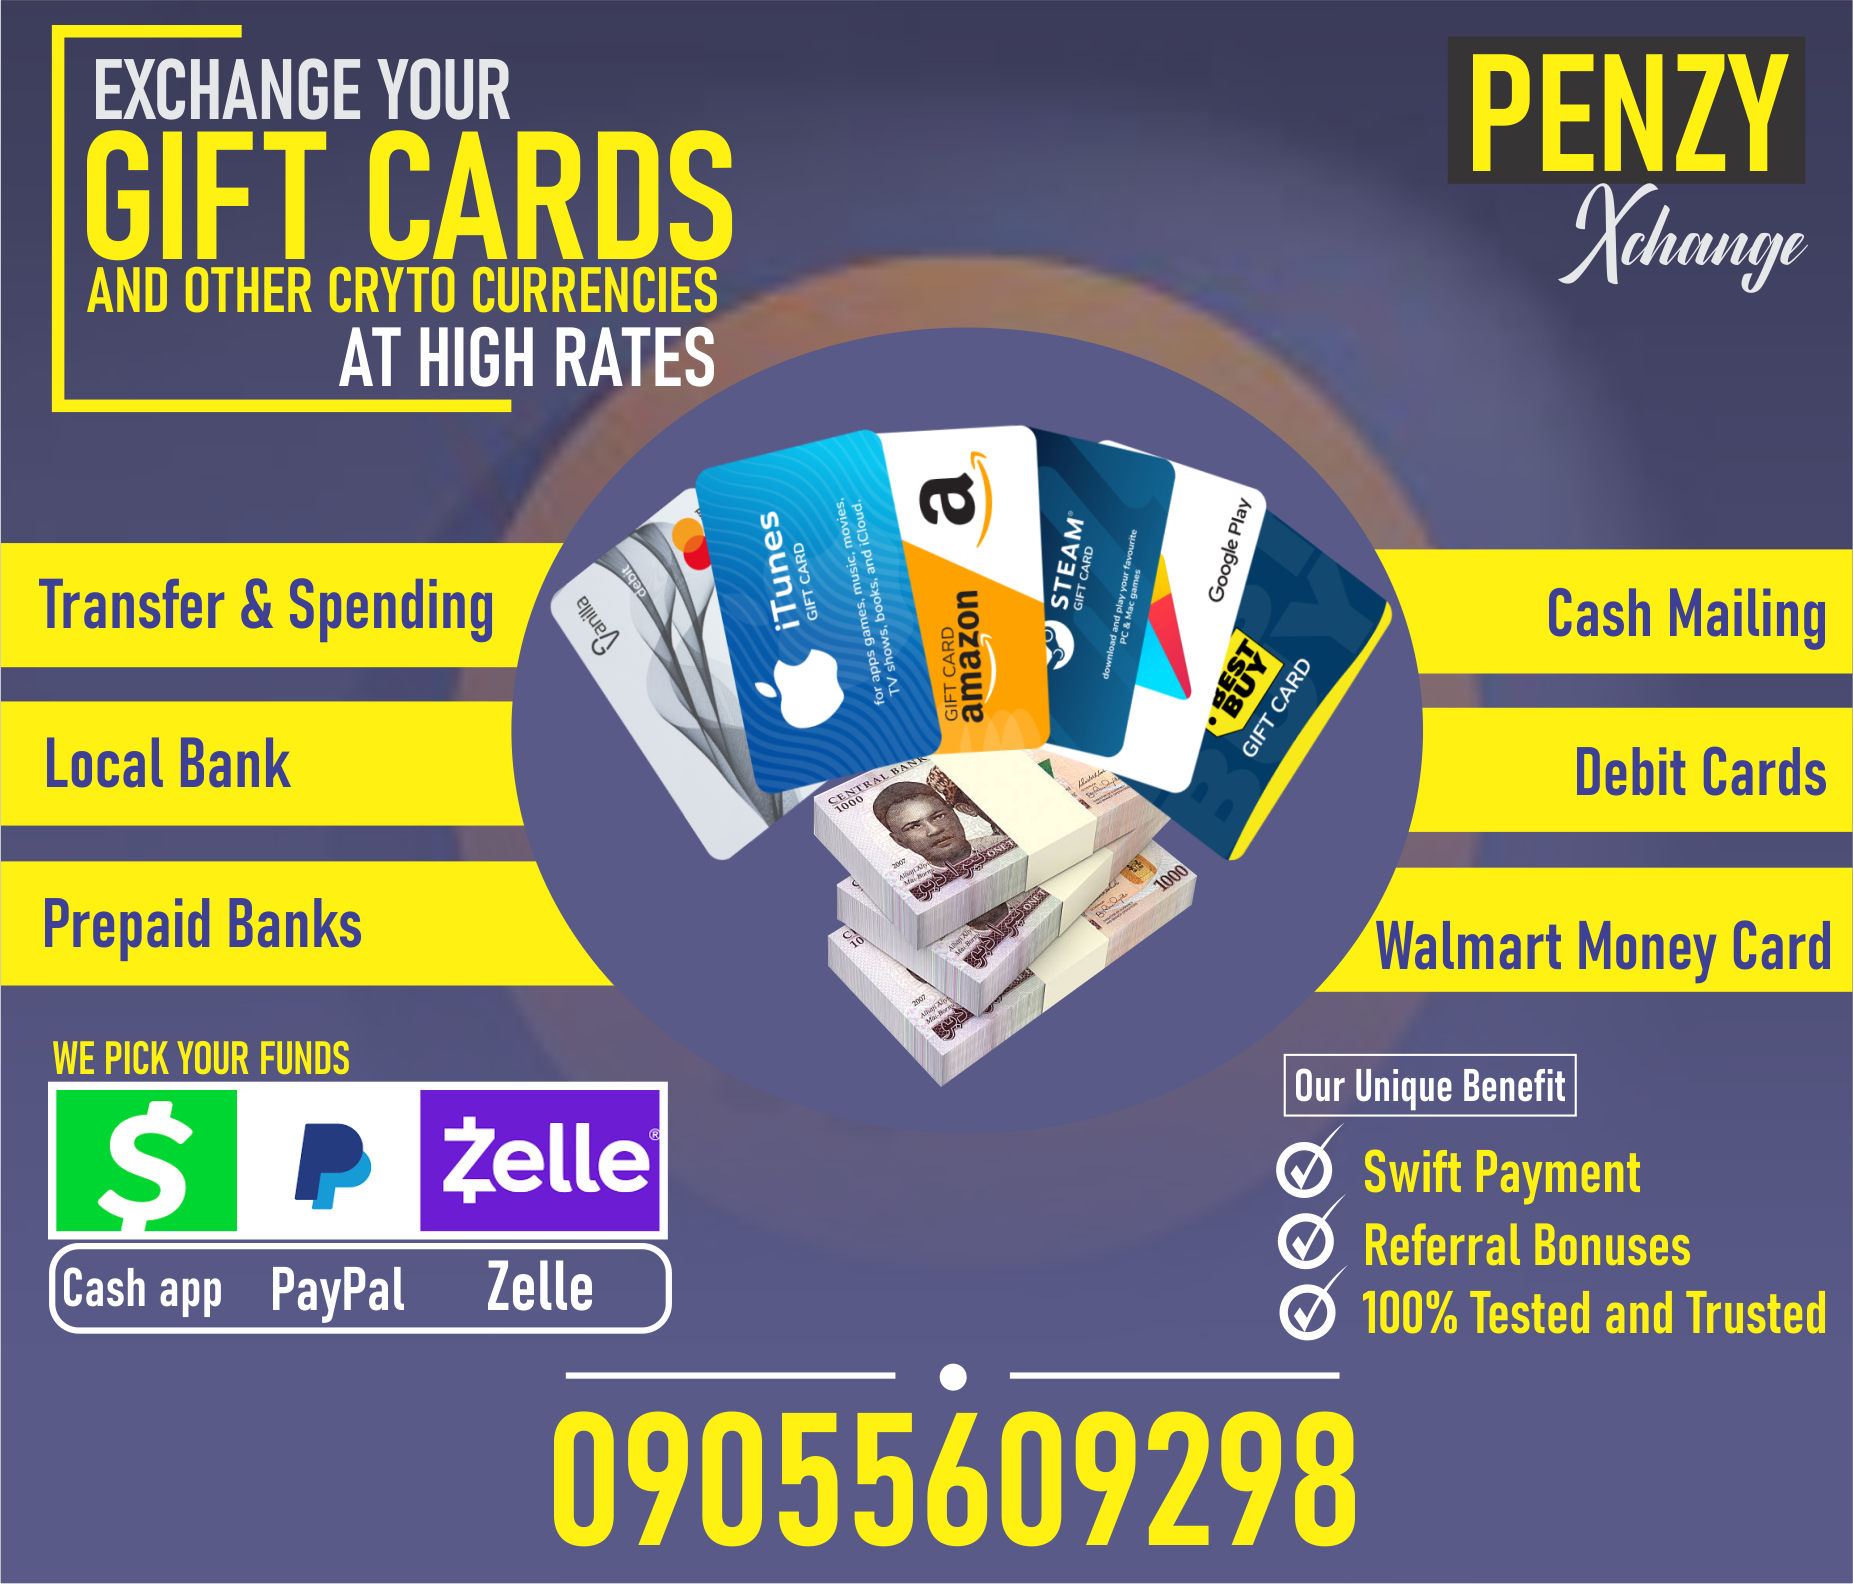 EXCHANGE YOUR
GIFT CARDS
AND OTHER CRYTO CURRENCIES
AT HIGH RATES
PENZY
Xchange
Transfer & Spending
Local Bank
Prepaid Banks
Cash Mailing
Debit Cards
Walmart Money Card
Vanilla
debit
iTunes
GIFT CARD
for apps games, music, movies,
TV shows, books, and iCloud.
a
GIFT CARD
amazon
STEAM®
GIFT CARD
download and play your favourite
PC & Mac games
Google Play
BEST
BUY
GIFT CARD
CENTRAL BANK
1000
2007
1000
2007
WE PICK YOUR FUNDS
$
P
Zelle®
Cash app
PayPal
Zelle
Our Unique Benefit
Swift Payment
Referral Bonuses
100% Tested and Trusted
09055609298